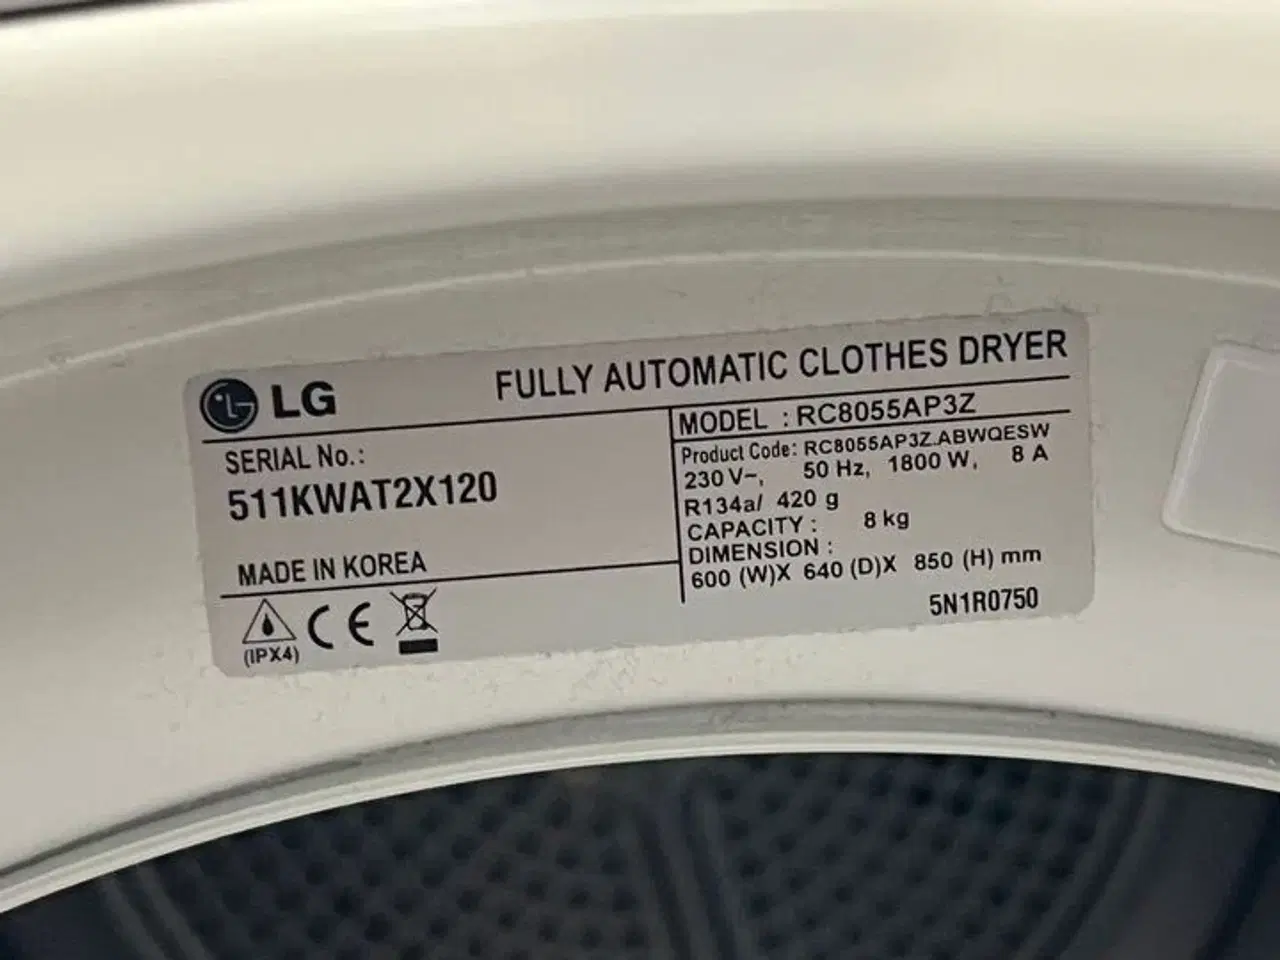 LG FULLY AUTOMATIC CLOTHES DRYER
SERIAL No.:
511KWAT2X120
MADE IN KOREA
(IPX4)
MODEL : RC8055AP3Z
Product Code: RC8055AP3Z.ABWQESW
230 V~, 50 Hz, 1800 W, 8 A
R134a/ 420 g
CAPACITY : 8 kg
DIMENSION :
600 (W)X 640 (D)X 850 (H) mm
5N1R0750